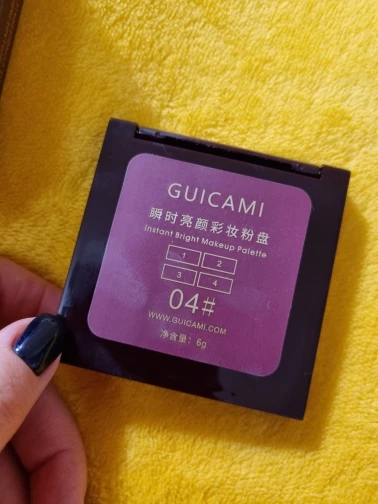 GUICAMI
瞬时亮颜彩妆粉盘
Instant Bright Makeup Palette
1 2
3 4
04#
WWW.GUICAMI.COM
净含量：6g